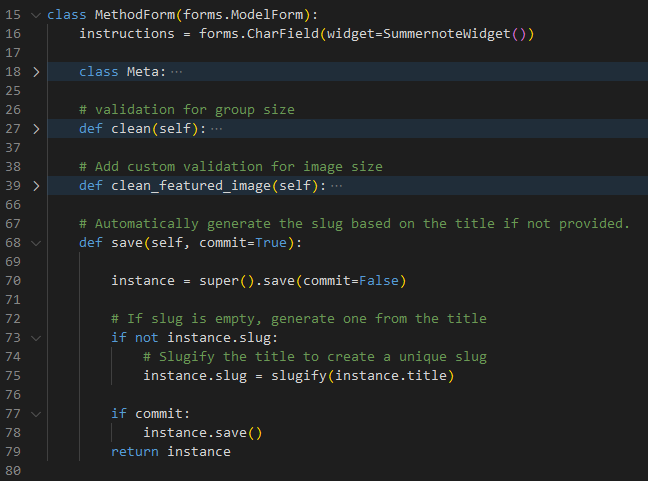 15 class MethodForm(forms.ModelForm):
16     instructions = forms.CharField(widget=SummernoteWidget())
17
18 >     class Meta: ···
25
26     # validation for group size
27 >     def clean(self): ···
37
38     # Add custom validation for image size
39 >     def clean_featured_image(self): ···
66
67     # Automatically generate the slug based on the title if not provided.
68     def save(self, commit=True):
69
70         instance = super().save(commit=False)
71
72         # If slug is empty, generate one from the title
73         if not instance.slug:
74             # Slugify the title to create a unique slug
75             instance.slug = slugify(instance.title)
76
77         if commit:
78             instance.save()
79         return instance
80